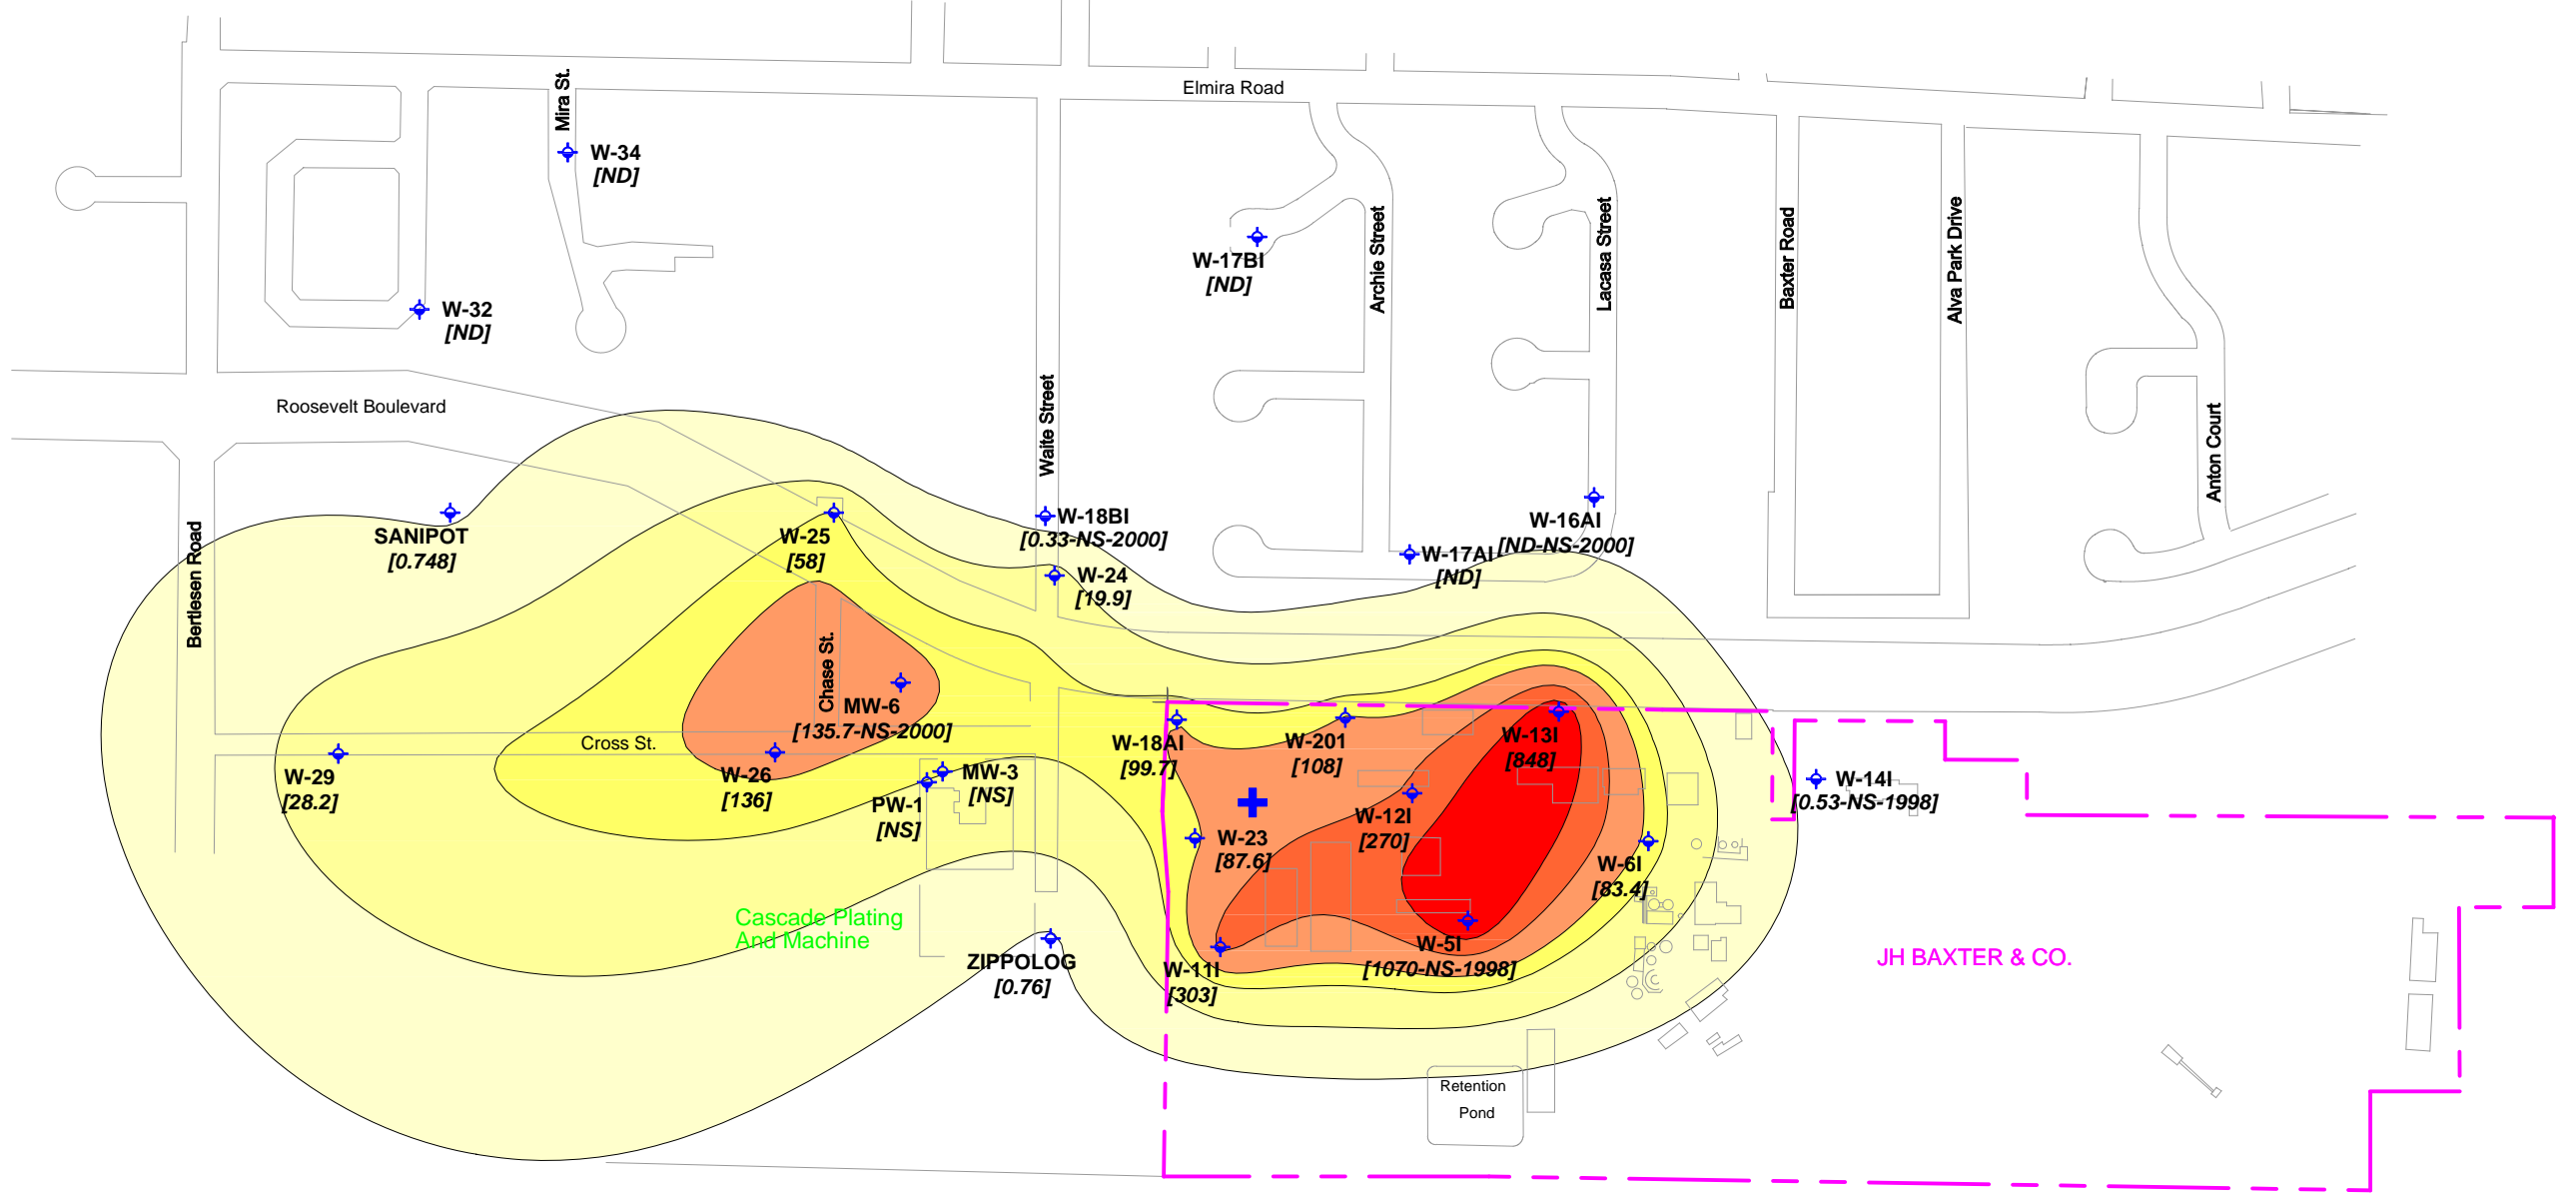 Elmira Road
Mira St.
W-34
[ND]
W-17BI
[ND]
Archie Street
Lacasa Street
Baxter Road
Alva Park Drive
W-32
[ND]
Roosevelt Boulevard
Waite Street
Anton Court
Bertlesen Road
SANIPOT
[0.748]
W-25
[58]
W-18BI
[0.33-NS-2000]
W-24
[19.9]
W-17AI
[ND]
W-16AI
[ND-NS-2000]
Chase St.
MW-6
[135.7-NS-2000]
Cross St.
W-29
[28.2]
W-26
[136]
MW-3
[NS]
PW-1
[NS]
W-18AI
[99.7]
W-201
[108]
W-13I
[848]
W-14I
[0.53-NS-1998]
W-12I
[270]
W-23
[87.6]
W-6I
[83.4]
Cascade Plating
And Machine
ZIPPOLOG
[0.76]
W-11I
[303]
W-5I
[1070-NS-1998]
JH BAXTER & CO.
Retention
Pond